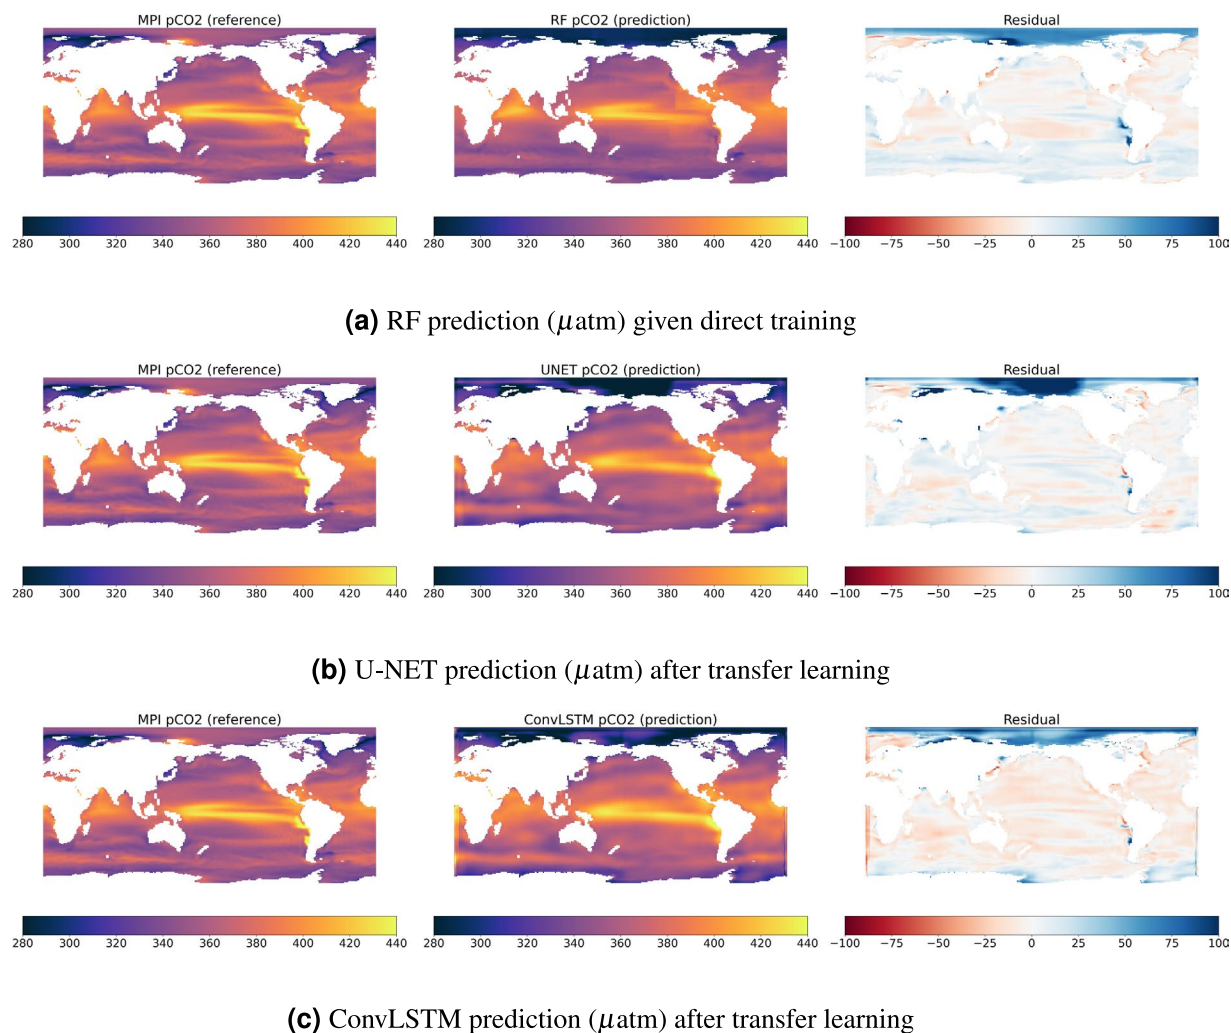 MPI pCO2 (reference) RF pCO2 (prediction) Residual
280 300 320 340 360 380 400 420 440 280 300 320 340 360 380 400 420 440 −100 −75 −50 −25 0 25 50 75 100
(a) RF prediction (μatm) given direct training
MPI pCO2 (reference) UNET pCO2 (prediction) Residual
280 300 320 340 360 380 400 420 440 280 300 320 340 360 380 400 420 440 −100 −75 −50 −25 0 25 50 75 100
(b) U-NET prediction (μatm) after transfer learning
MPI pCO2 (reference) ConvLSTM pCO2 (prediction) Residual
280 300 320 340 360 380 400 420 440 280 300 320 340 360 380 400 420 440 −100 −75 −50 −25 0 25 50 75 100
(c) ConvLSTM prediction (μatm) after transfer learning